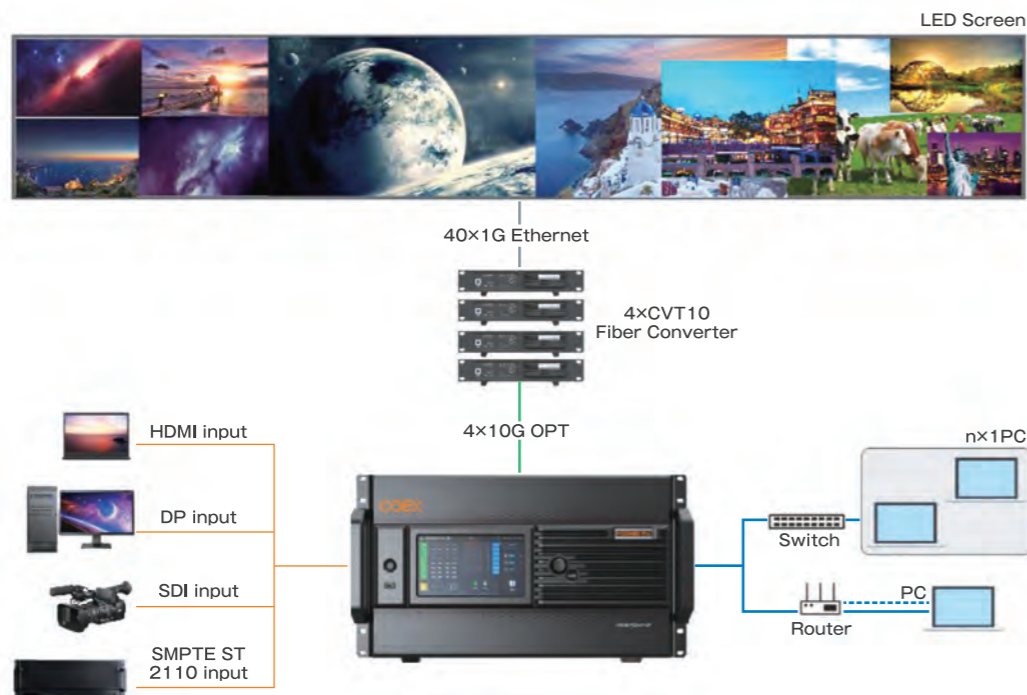 LED Screen
40×1G Ethernet
4×CVT10
Fiber Converter
4×10G OPT
HDMI input
DP input
SDI input
SMPTE ST
2110 input
n×1PC
Switch
PC
Router